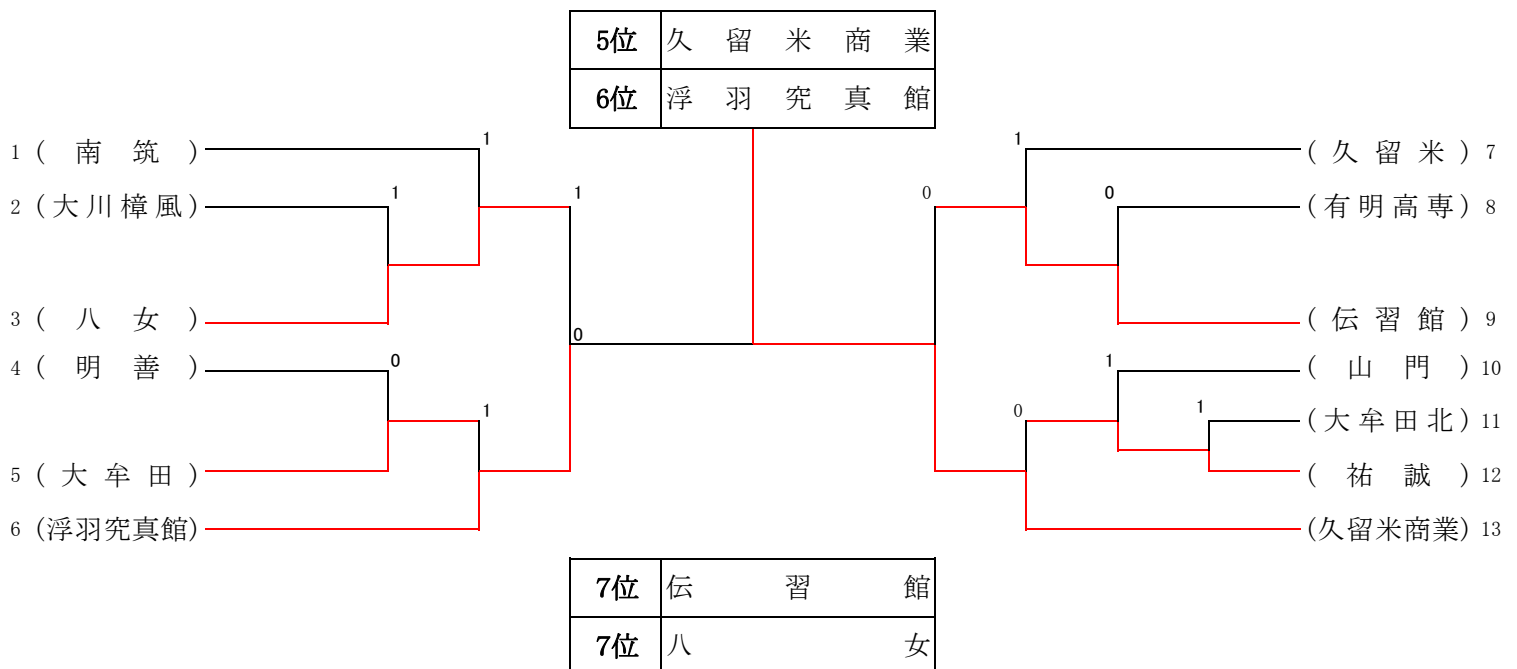 5位 久留米商業
6位 浮羽究真館
1 (南筑) 1 1 (久留米) 7
2 (大川樟風) 1 1 0 0 (有明高専) 8
3 (八女) (伝習館) 9
0
4 (明善) 0 1 (山門) 10
1 0 1 (大牟田北) 11
5 (大牟田) (祐誠) 12
6 (浮羽究真館) (久留米商業) 13
7位 伝習館
7位 八女